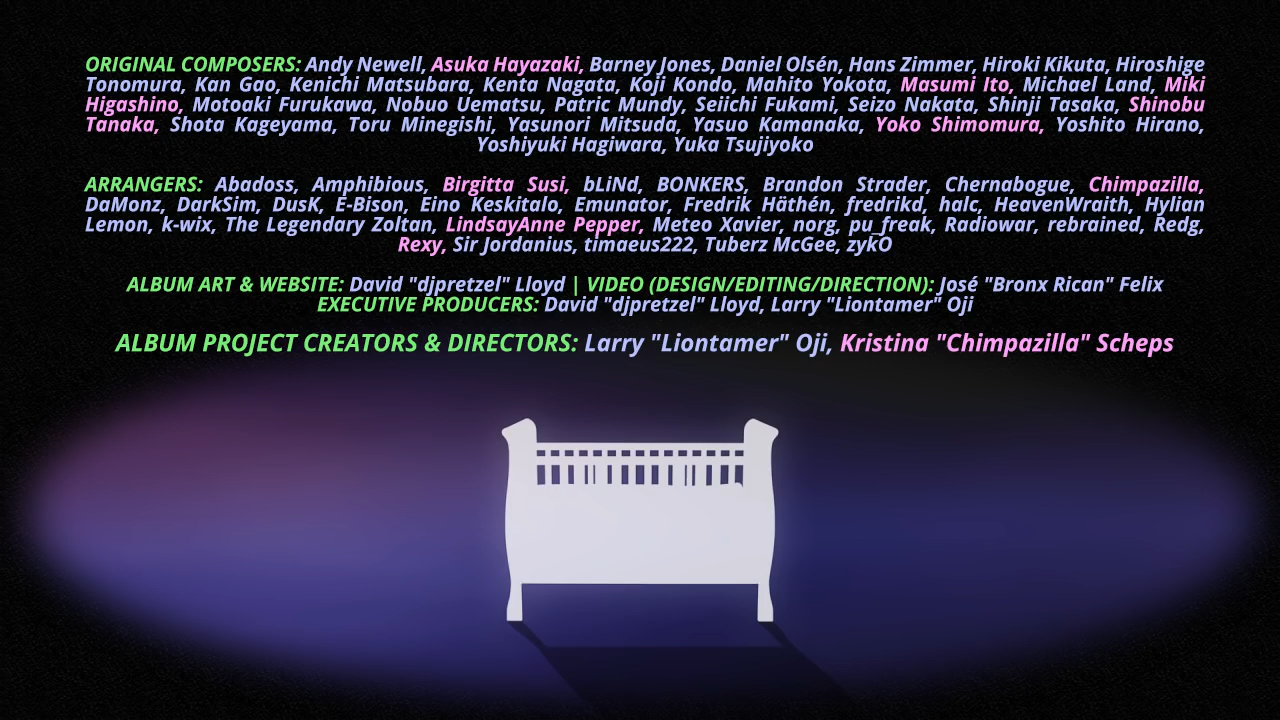 ORIGINAL COMPOSERS: Andy Newell, Asuka Hayazaki, Barney Jones, Daniel Olsén, Hans Zimmer, Hiroki Kikuta, Hiroshige
Tonomura, Kan Gao, Kenichi Matsubara, Kenta Nagata, Koji Kondo, Mahito Yokota, Masumi Ito, Michael Land, Miki
Higashino, Motoaki Furukawa, Nobuo Uematsu, Patric Mundy, Seiichi Fukami, Seizo Nakata, Shinji Tasaka, Shinobu
Tanaka, Shota Kageyama, Toru Minegishi, Yasunori Mitsuda, Yasuo Kamanaka, Yoko Shimomura, Yoshito Hirano,
Yoshiyuki Hagiwara, Yuka Tsujiyoko
ARRANGERS: Abadoss, Amphibious, Birgitta Susi, bLiNd, BONKERS, Brandon Strader, Chernabogue, Chimpazilla,
DaMonz, DarkSim, DusK, E-Bison, Eino Keskitalo, Emunator, Fredrik Häthén, fredrikd, halc, HeavenWraith, Hylian
Lemon, k-wix, The Legendary Zoltan, LindsayAnne Pepper, Meteo Xavier, norg, pu_freak, Radiowar, rebrained, Redg,
Rexy, Sir Jordanius, timaeus222, Tuberz McGee, zykO
ALBUM ART & WEBSITE: David "djpretzel" Lloyd | VIDEO (DESIGN/EDITING/DIRECTION): José "Bronx Rican" Felix
EXECUTIVE PRODUCERS: David "djpretzel" Lloyd, Larry "Liontamer" Oji
ALBUM PROJECT CREATORS & DIRECTORS: Larry "Liontamer" Oji, Kristina "Chimpazilla" Scheps